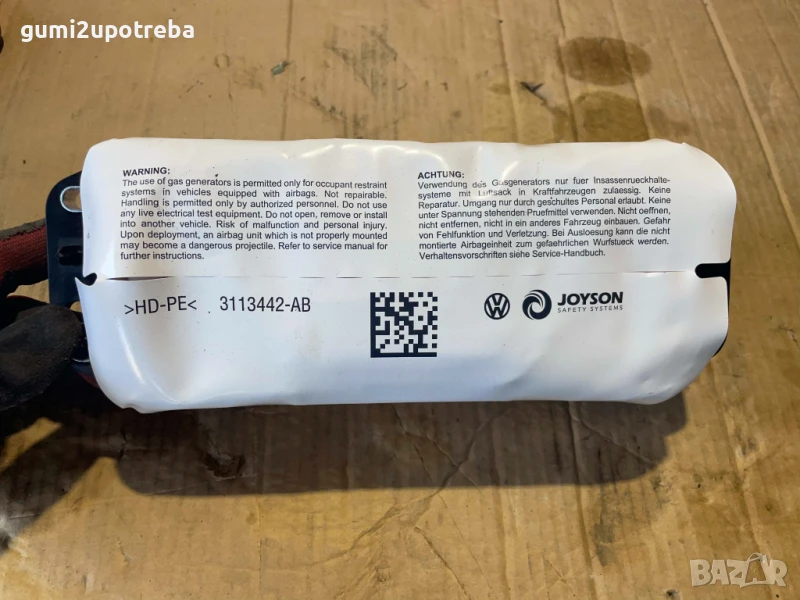 gumi2upotreba
WARNING:
The use of gas generators is permitted only for occupant restraint
systems in vehicles equipped with airbags. Not repairable.
Handling is permitted only by authorized personnel. Do not use
any live electrical test equipment. Do not open, remove or install
into another vehicle. Risk of malfunction and personal injury.
Upon deployment, an airbag unit which is not properly mounted
may become a dangerous projectile. Refer to service manual for
further instructions.
ACHTUNG:
Verwendung des Gasgenerators nur fuer Insassenrueckhalte-
systeme mit Luftsack in Kraftfahrzeugen zulaessig. Keine
Reparatur. Umgang nur durch geschultes Personal erlaubt. Keine
unter Spannung stehenden Pruefmittel verwenden. Nicht oeffnen,
nicht entfernen, nicht in ein anderes Fahrzeug einbauen. Gefahr
von Fehlfunktion und Verletzung. Bei Ausloesung kann die nicht
montierte Airbageinheit zum gefaehrlichen Wurfstueck werden.
Verhaltensvorschriften siehe Service-Handbuch.
>HD-PE< 3113442-AB
VW
JOYSON
SAFETY SYSTEMS
BAZAR